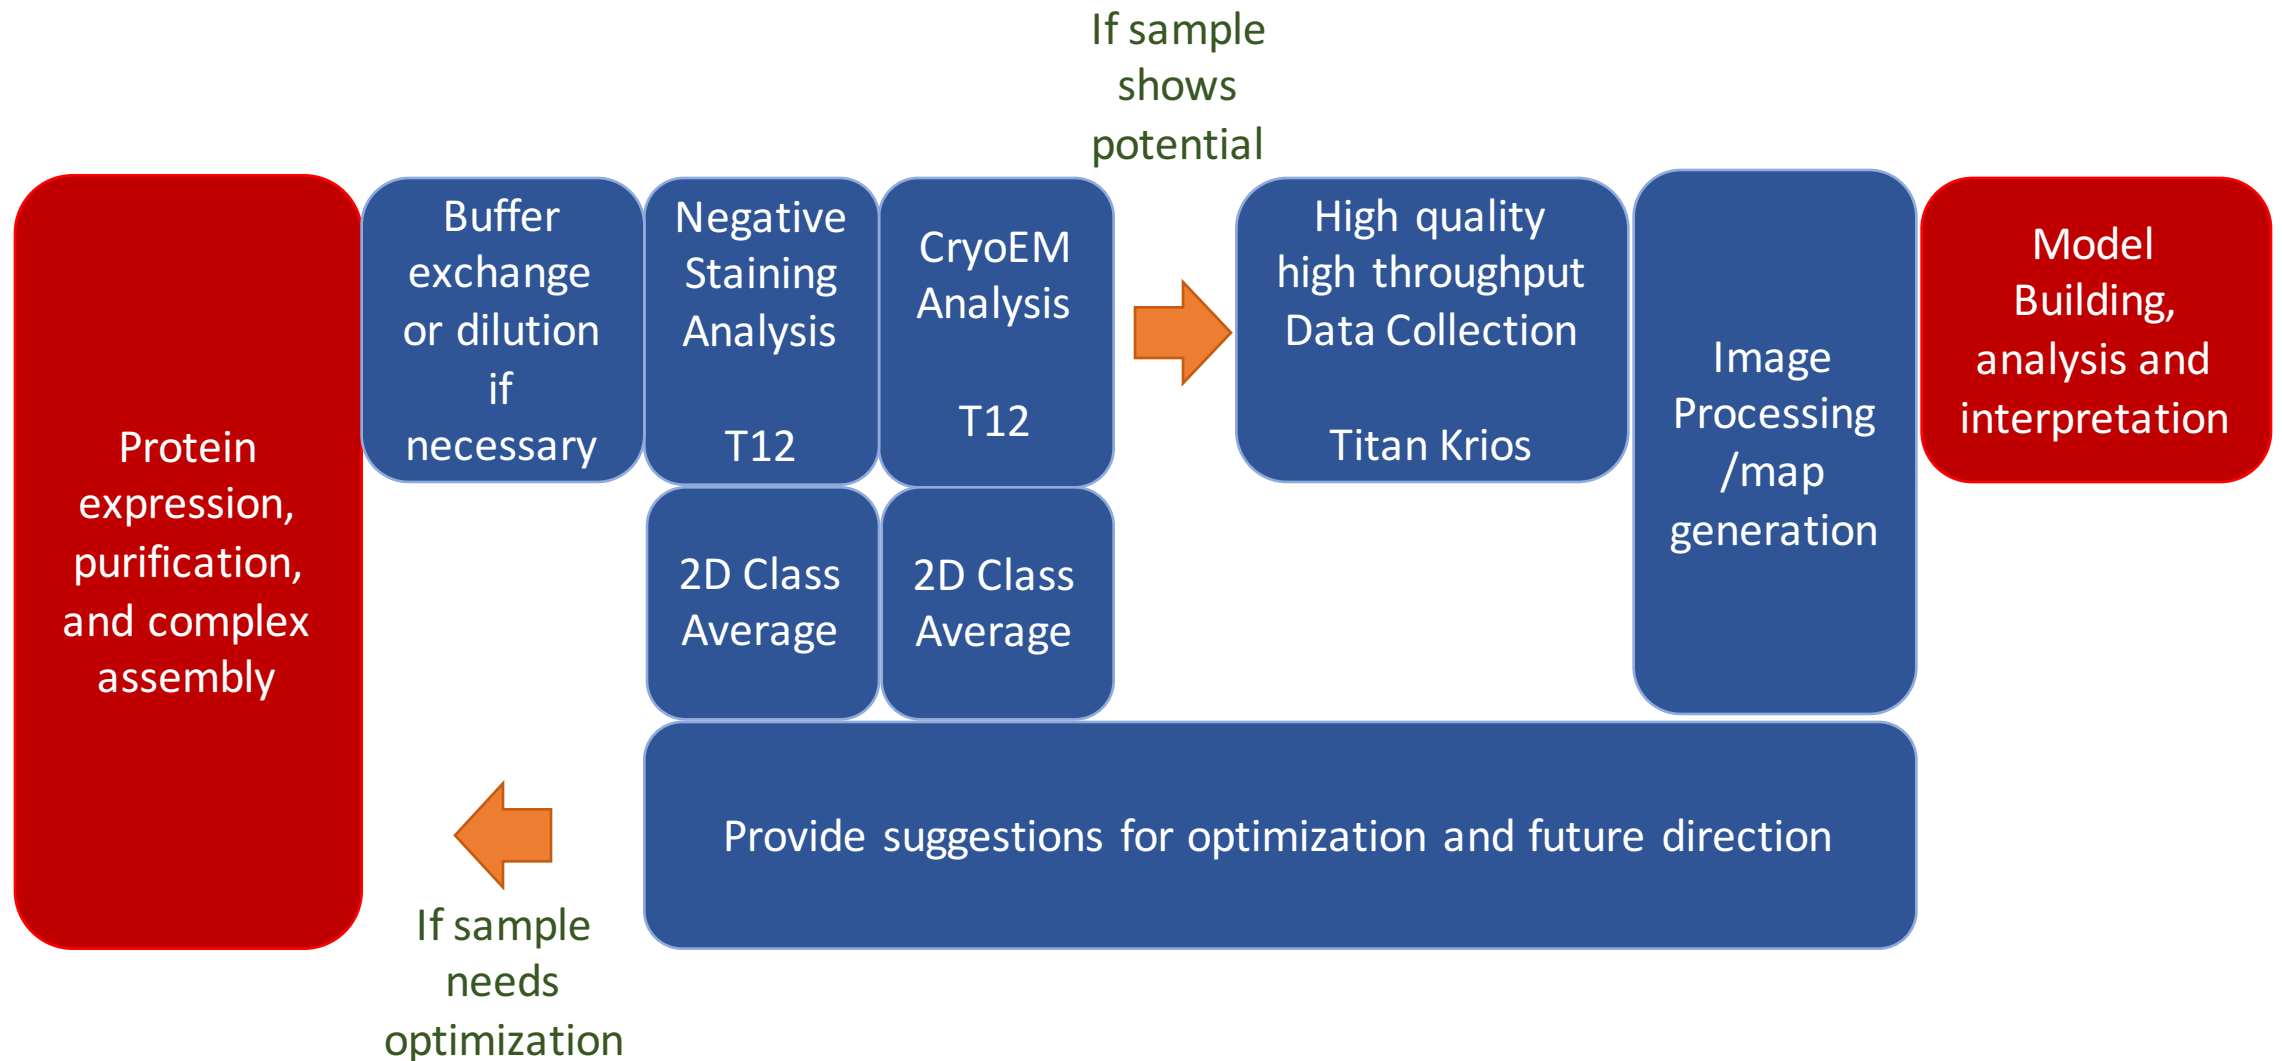 If sample
shows
potential
Protein
expression,
purification,
and complex
assembly
Buffer
exchange
or dilution
if
necessary
Negative
Staining
Analysis
T12
CryoEM
Analysis
T12
High quality
high throughput
Data Collection
Titan Krios
Image
Processing
/map
generation
Model
Building,
analysis and
interpretation
2D Class
Average
2D Class
Average
Provide suggestions for optimization and future direction
If sample
needs
optimization